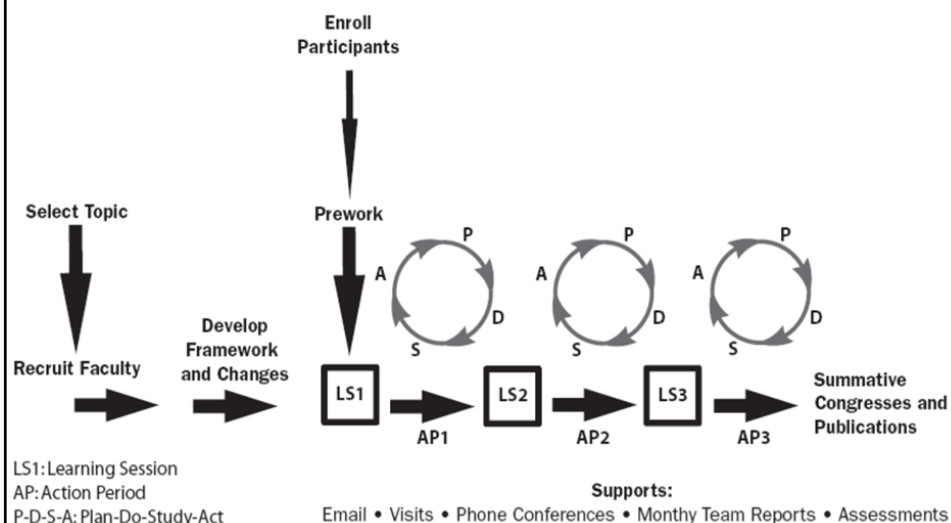 Enroll
Participants
Select Topic
Prework
P
A
D
S
P
A
D
S
P
A
D
S
Develop
Framework
and Changes
Recruit Faculty
LS1
AP1
LS2
AP2
LS3
AP3
Summative
Congresses and
Publications
LS1: Learning Session
AP: Action Period
P-D-S-A: Plan-Do-Study-Act
Supports:
Email • Visits • Phone Conferences • Monthy Team Reports • Assessments